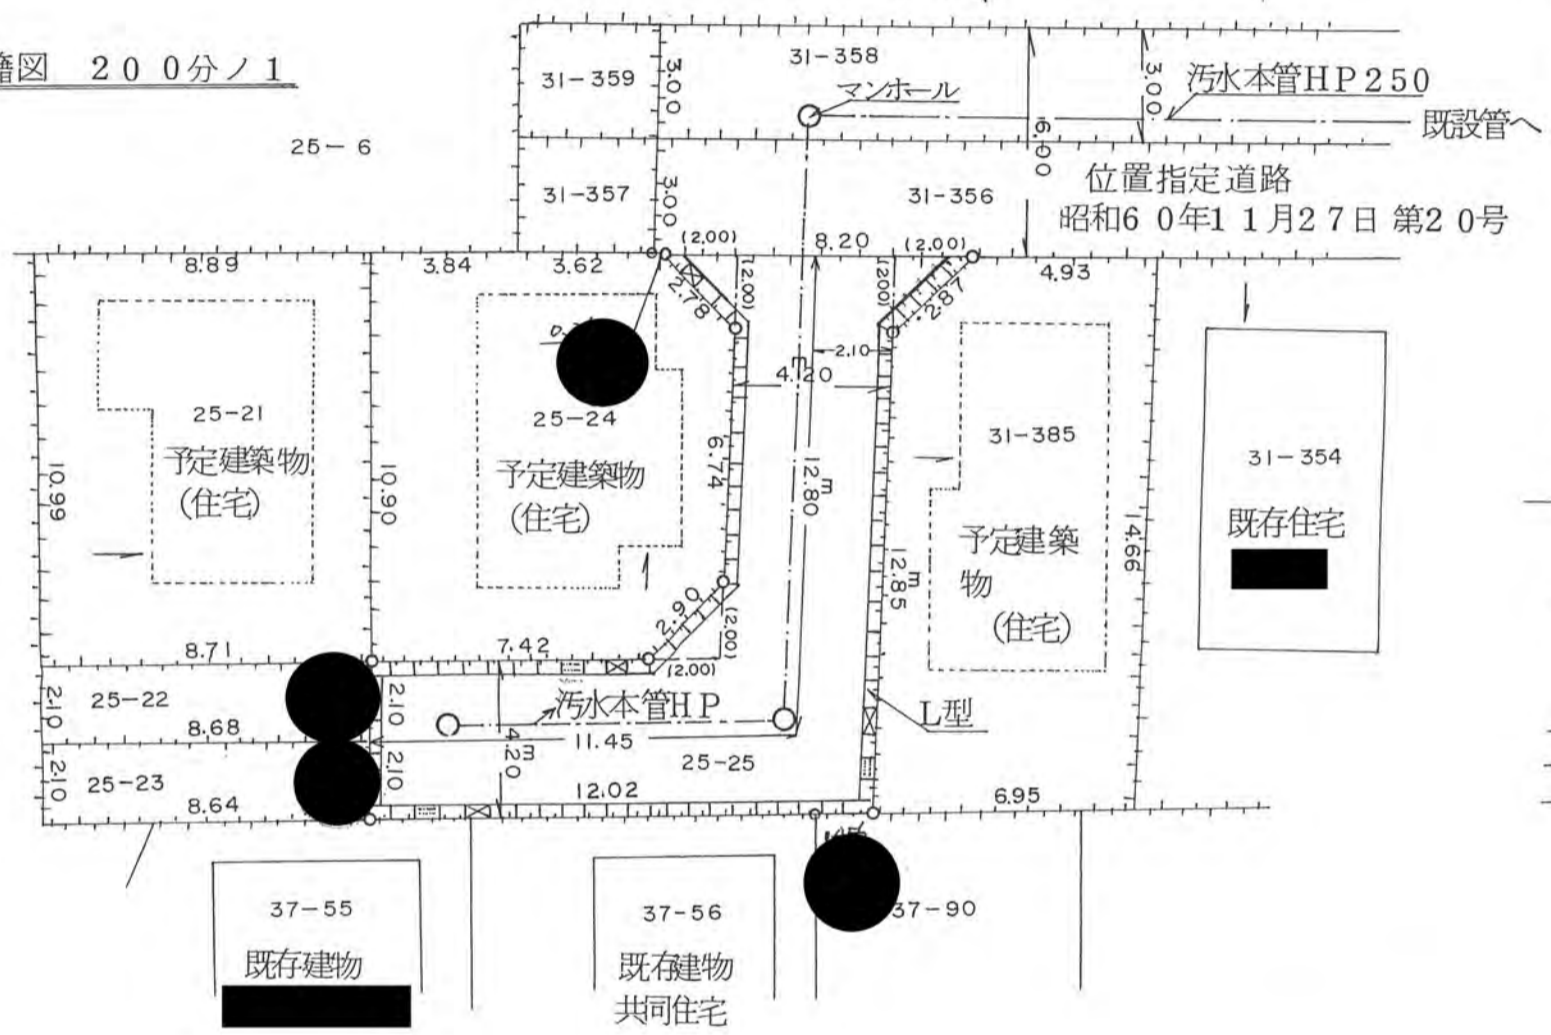 籍図 200分ノ1
25-6
31-359
3.00
31-358
マンホール
6.00
3.00
汚水本管HP250
既設管へ
31-357
3.00
31-356
位置指定道路
昭和60年11月27日 第20号
8.89
3.84
3.62
(2.00)
8.20
(2.00)
4.93
2.78
(2.00)
(2.00)
2.87
2.10
4.20m
25-21
予定建築物
(住宅)
10.99
10.90
25-24
予定建築物
(住宅)
6.74
12.80m
12.85m
31-385
予定建築
物
(住宅)
14.66
31-354
既存住宅
8.71
7.42
2.90
(2.00)
(2.00)
25-22
2.10
8.68
2.10
汚水本管HP
4.20m
11.45
25-25
L型
25-23
2.10
8.64
2.10
12.02
6.95
37-55
既存建物
37-56
既存建物
共同住宅
37-90